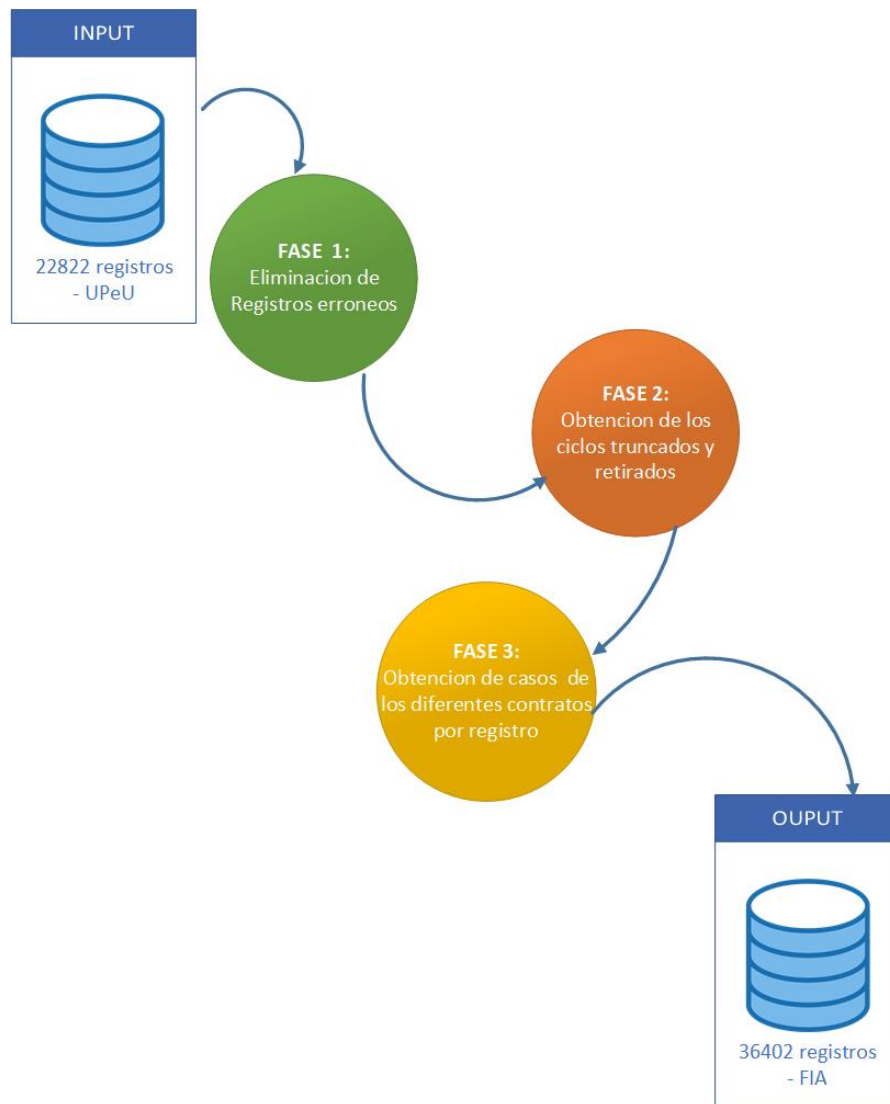 INPUT
22822 registros
- UPeU
FASE 1:
Eliminacion de
Registros erroneos
FASE 2:
Obtencion de los
ciclos truncados y
retirados
FASE 3:
Obtencion de casos de
los diferentes contratos
por registro
OUPUT
36402 registros
- FIA